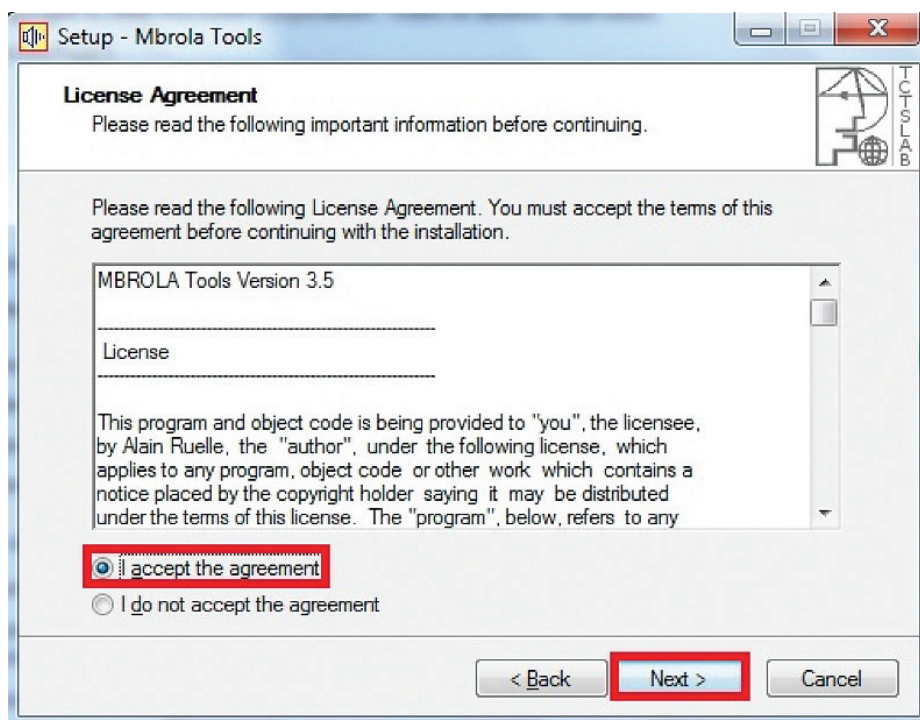 Setup - Mbrola Tools
License Agreement
Please read the following important information before continuing.
TCTSLAB
Please read the following License Agreement. You must accept the terms of this
agreement before continuing with the installation.
MBROLA Tools Version 3.5
------------------------------------------------------------
License
------------------------------------------------------------
This program and object code is being provided to "you", the licensee,
by Alain Ruelle, the "author", under the following license, which
applies to any program, object code or other work which contains a
notice placed by the copyright holder saying it may be distributed
under the terms of this license. The "program", below, refers to any
I accept the agreement
I do not accept the agreement
< Back Next > Cancel